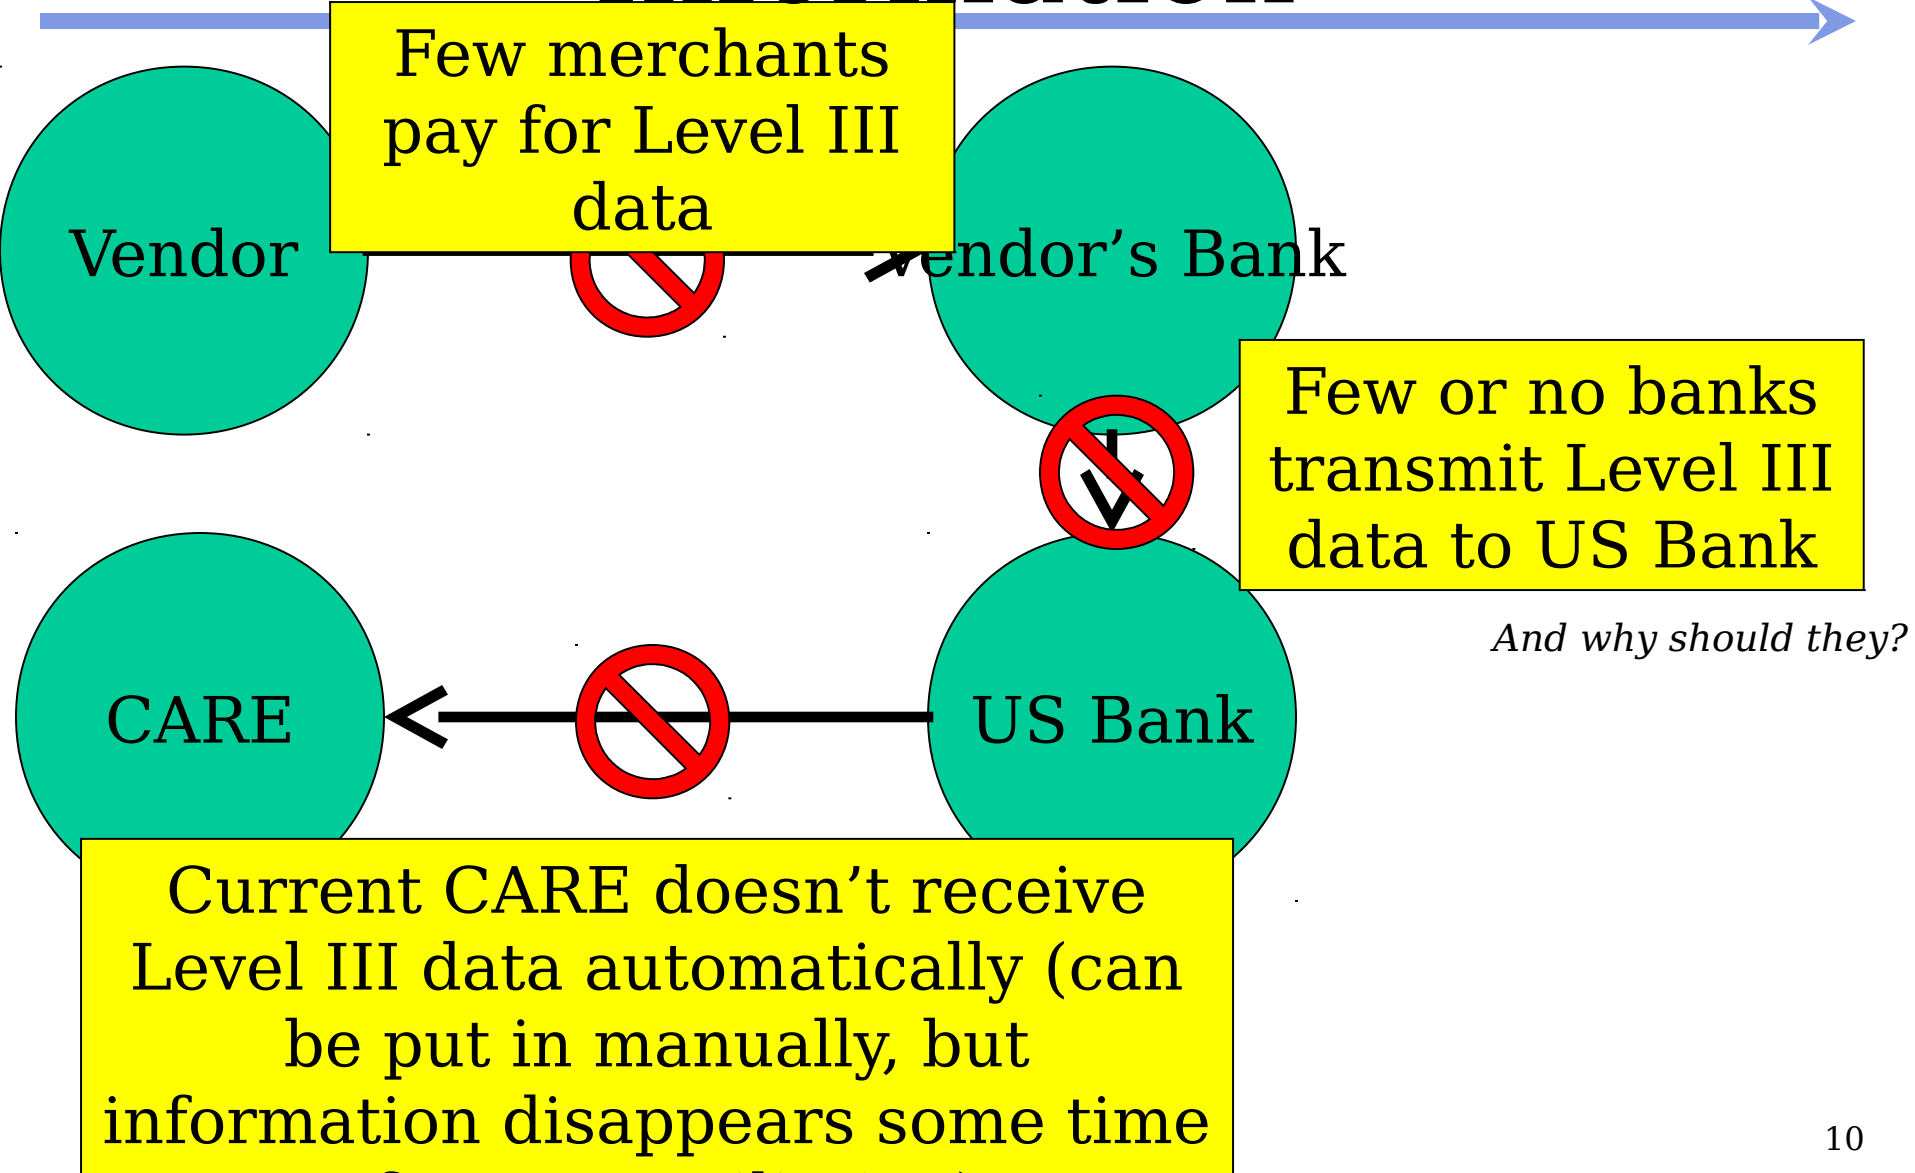 Few merchants
pay for Level III
data
Vendor
Vendor’s Bank
Few or no banks
transmit Level III
data to US Bank
And why should they?
CARE
US Bank
Current CARE doesn’t receive
Level III data automatically (can
be put in manually, but
information disappears some time
10